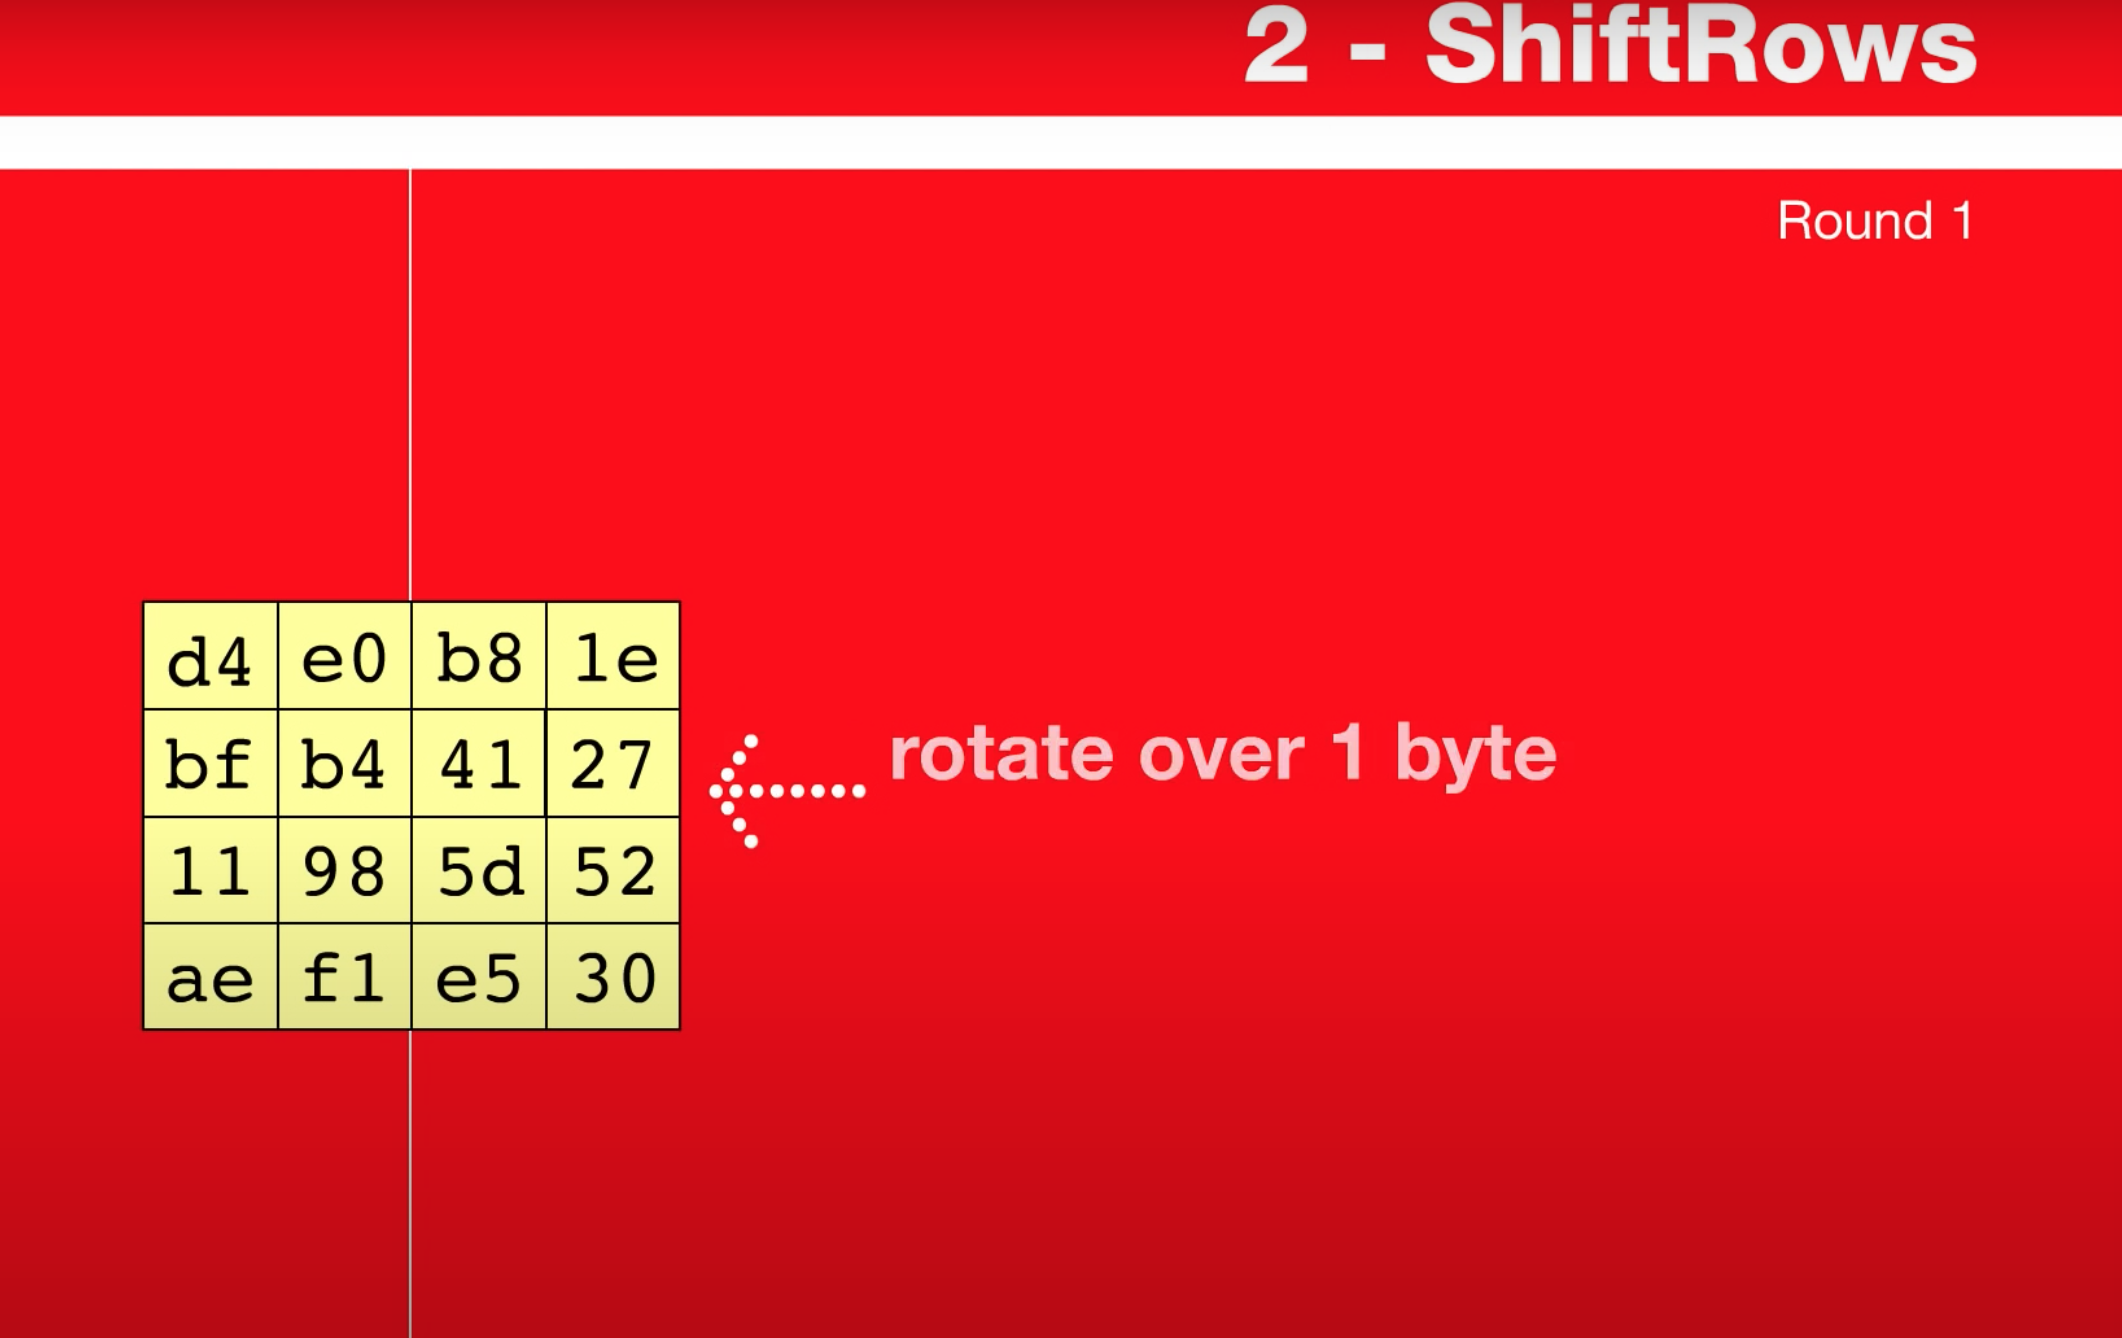 2 - ShiftRows
Round 1
d4 e0 b8 1e
bf b4 41 27
rotate over 1 byte
11 98 5d 52
ae f1 e5 30